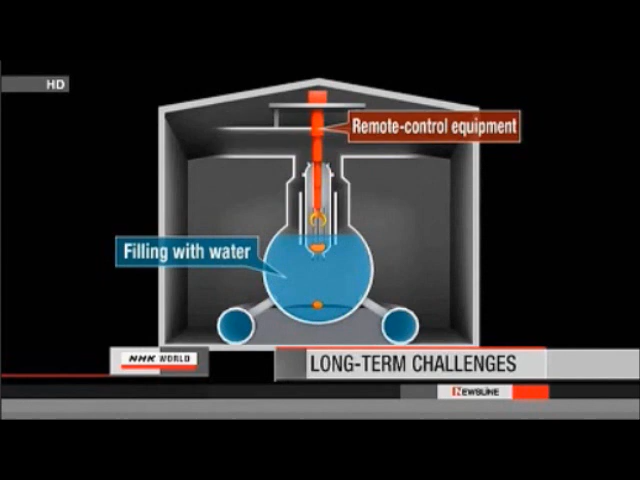 HD
Remote-control equipment
Filling with water
NHK WORLD
LONG-TERM CHALLENGES
NEWSLINE